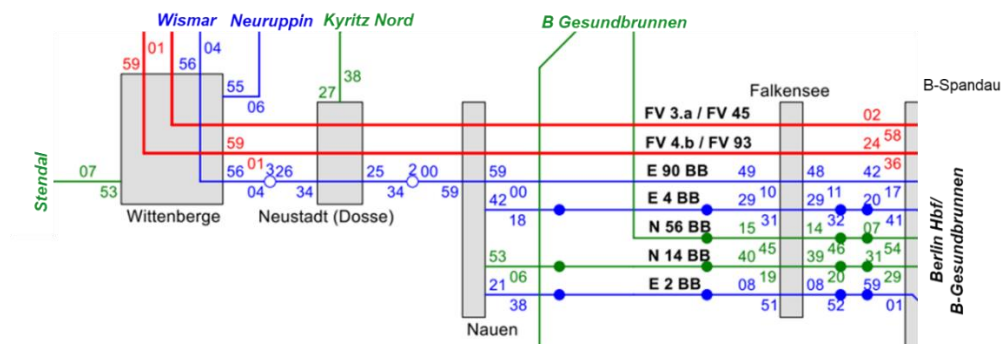 Wismar Neuruppin Kyritz Nord B Gesundbrunnen
01 04
59 56 38
55 27 Falkensee B-Spandau
06
FV 3.a / FV 45 02
58
59 FV 4.b / FV 93 24
01 36
Stendal 07 56 3 26 25 2 00 59 E 90 BB 49 48 42
53 04 34 34 59 00 10 11 17
42 E 4 BB 29 29 20
Wittenberge Neustadt (Dosse) 18 31 32 41
N 56 BB 15 14 07
45 46 54
53 N 14 BB 40 39 31
06 19 20 29
21 E 2 BB 08 08 59
38 51 52 01
Nauen
Berlin Hbf/
B-Gesundbrunnen